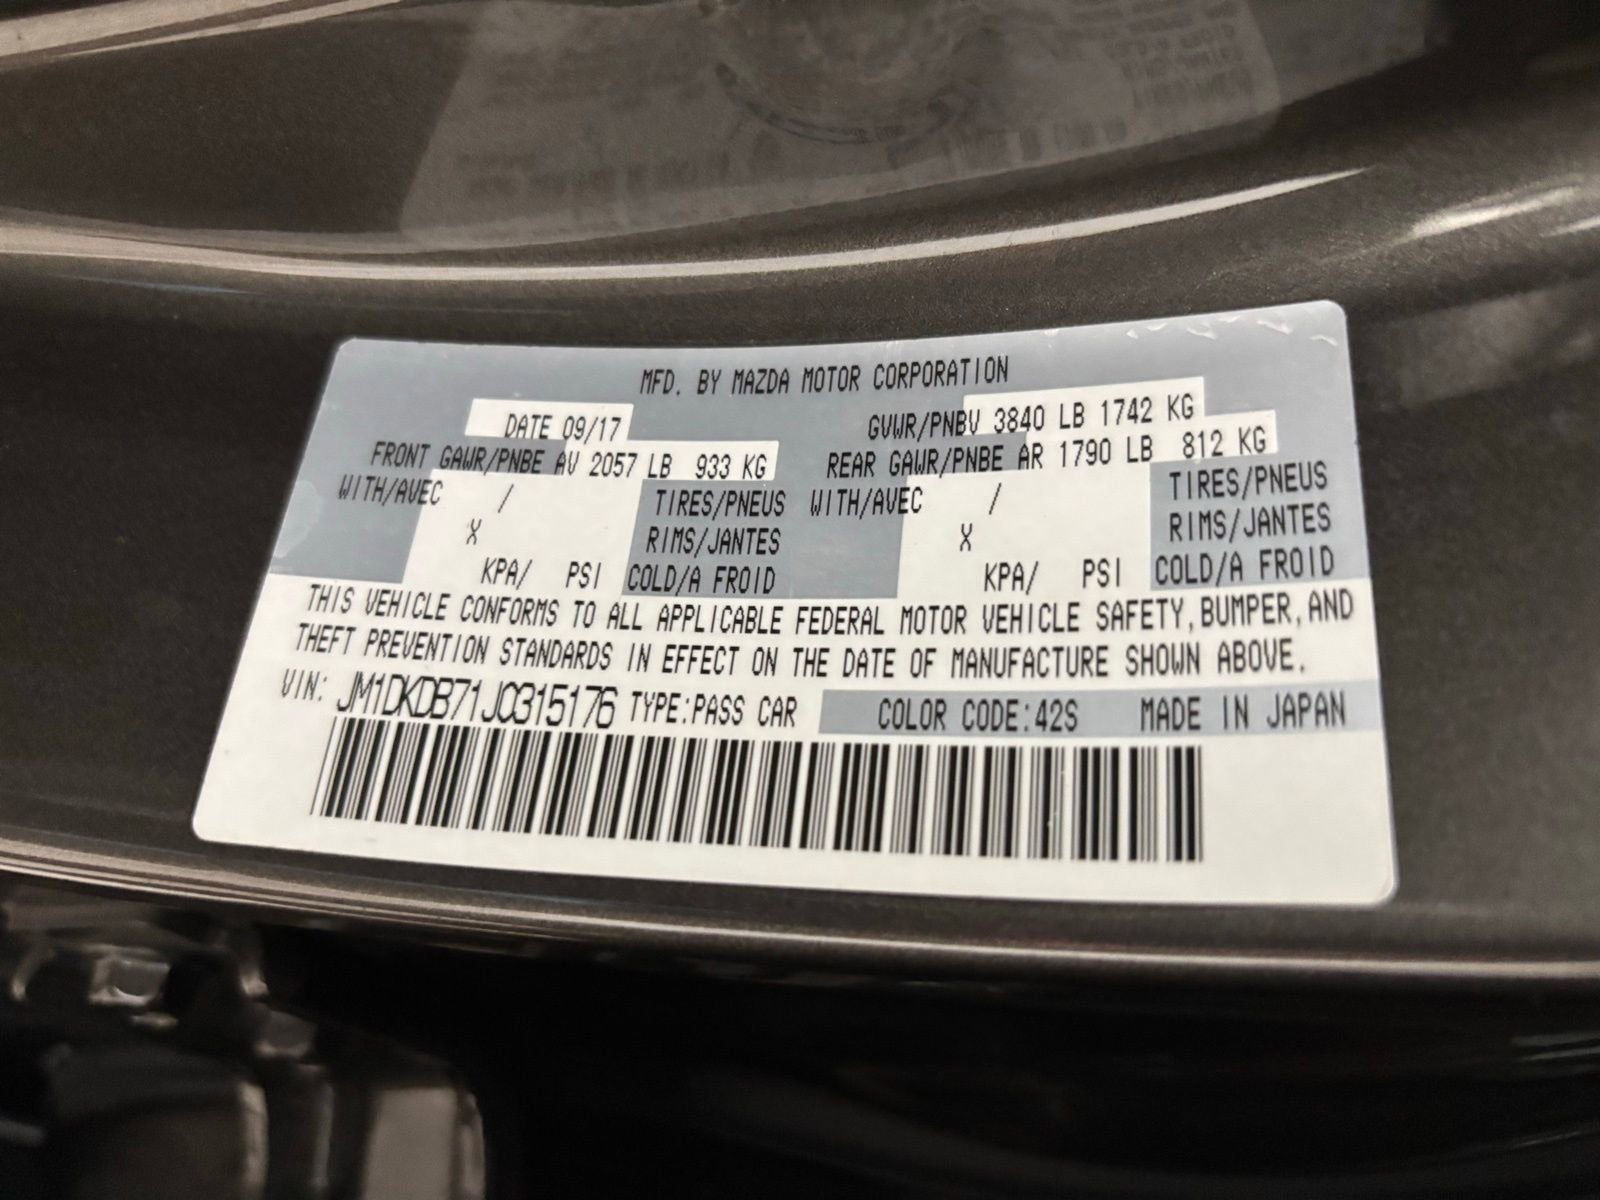 MFD. BY MAZDA MOTOR CORPORATION
DATE 09/17 GVWR/PNBV 3840 LB 1742 KG
FRONT GAWR/PNBE AV 2057 LB 933 KG REAR GAWR/PNBE AR 1790 LB 812 KG
WITH/AVEC / TIRES/PNEUS WITH/AVEC / TIRES/PNEUS
X RIMS/JANTES X RIMS/JANTES
KPA/ PSI COLD/A FROID KPA/ PSI COLD/A FROID
THIS VEHICLE CONFORMS TO ALL APPLICABLE FEDERAL MOTOR VEHICLE SAFETY, BUMPER, AND
THEFT PREVENTION STANDARDS IN EFFECT ON THE DATE OF MANUFACTURE SHOWN ABOVE.
VIN: JM1DKDB71J0315176 TYPE:PASS CAR COLOR CODE:42S MADE IN JAPAN